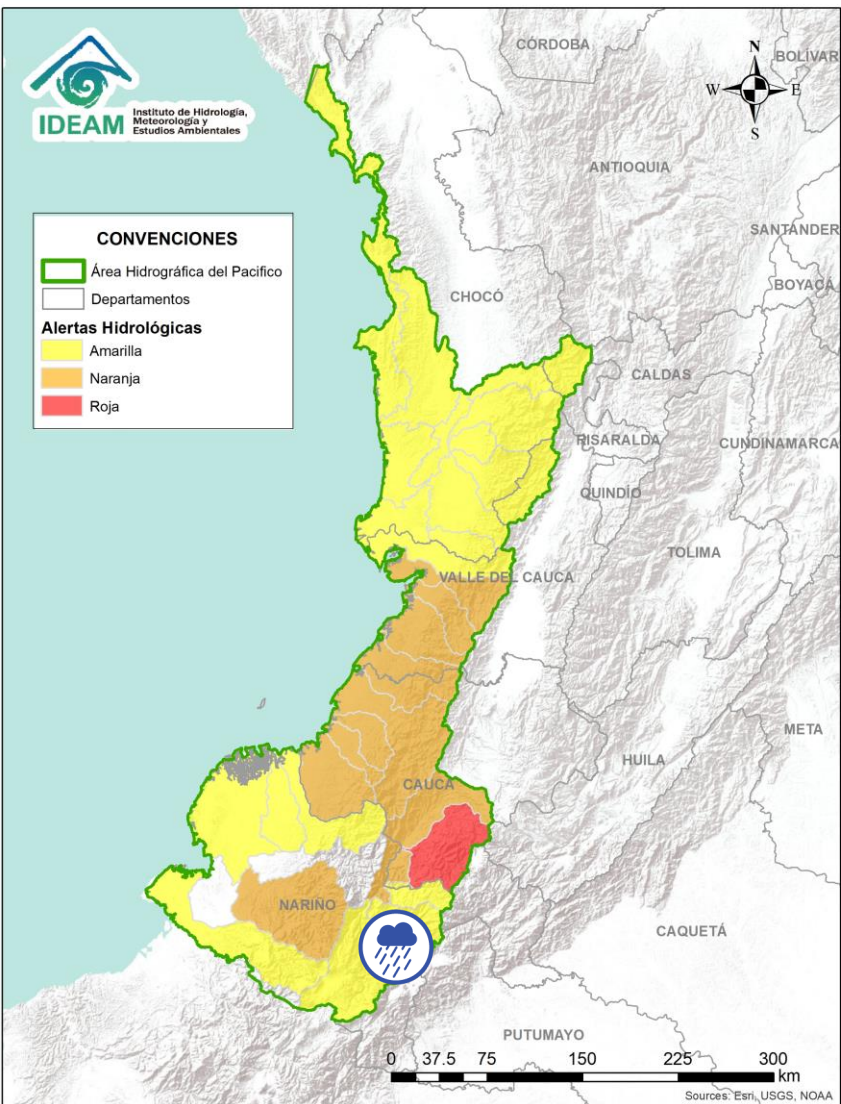 IDEAM
Instituto de Hidrología,
Meteorología y
Estudios Ambientales
CÓRDOBA
BOLÍVAR
N
W
E
S
ANTIOQUIA
SANTANDER
BOYACÁ
CONVENCIONES
Área Hidrográfica del Pacifico
Departamentos
Alertas Hidrológicas
Amarilla
Naranja
Roja
CHOCÓ
CALDAS
RISARALDA
CUNDINAMARCA
QUINDÍO
TOLIMA
VALLE DEL CAUCA
META
HUILA
CAUCA
NARIÑO
CAQUETÁ
PUTUMAYO
0 37.5 75 150 225 300
km
Sources: Esri, USGS, NOAA